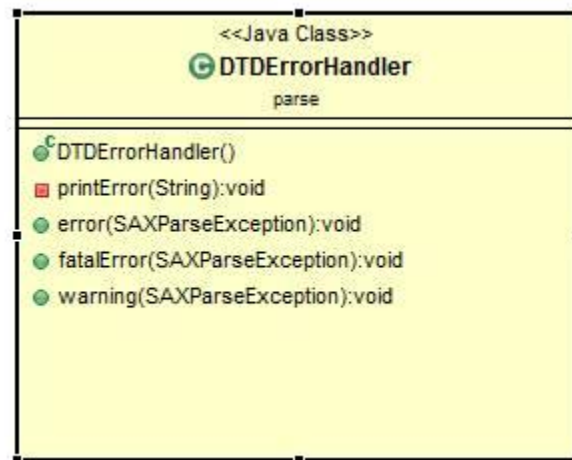 <<Java Class>>
C DTDErrorHandler
parse
C DTDErrorHandler()
printError(String):void
error(SAXParseException):void
fatalError(SAXParseException):void
warning(SAXParseException):void